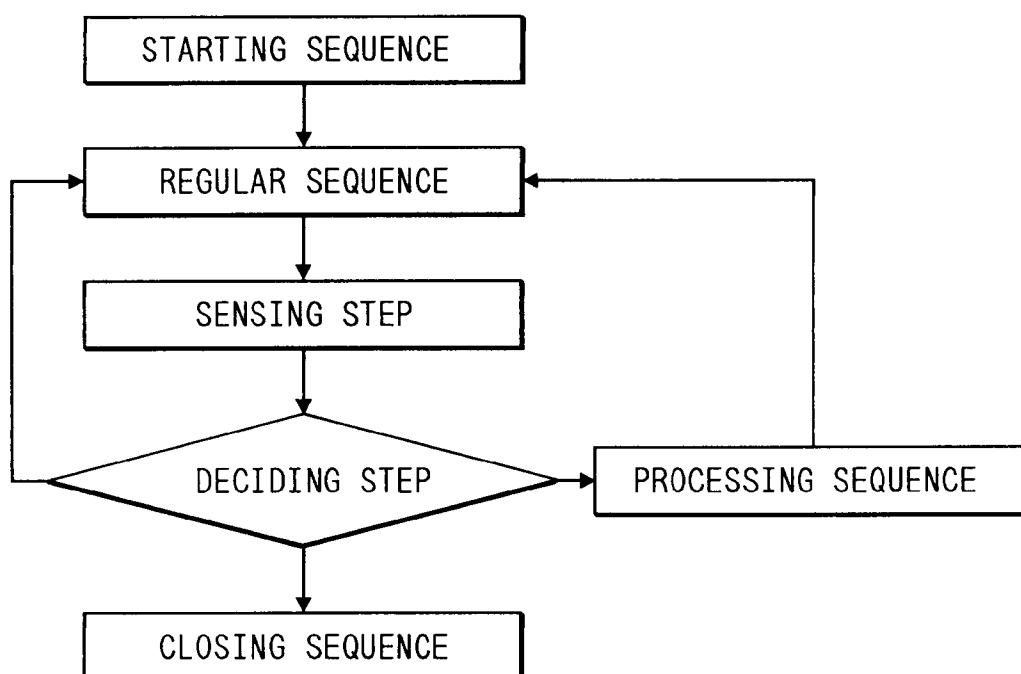 STARTING SEQUENCE
REGULAR SEQUENCE
SENSING STEP
DECIDING STEP
PROCESSING SEQUENCE
CLOSING SEQUENCE